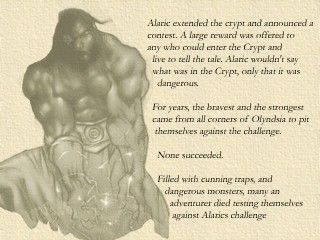 Alaric extended the crypt and announced a
contest. A large reward was offered to
any who could enter the Crypt and
live to tell the tale. Alaric wouldn't say
what was in the Crypt, only that it was
dangerous.
For years, the bravest and the strongest
came from all corners of Olyndsia to pit
themselves against the challenge.
None succeeded.
Filled with cunning traps, and
dangerous monsters, many an
adventurer died testing themselves
against Alarics challenge